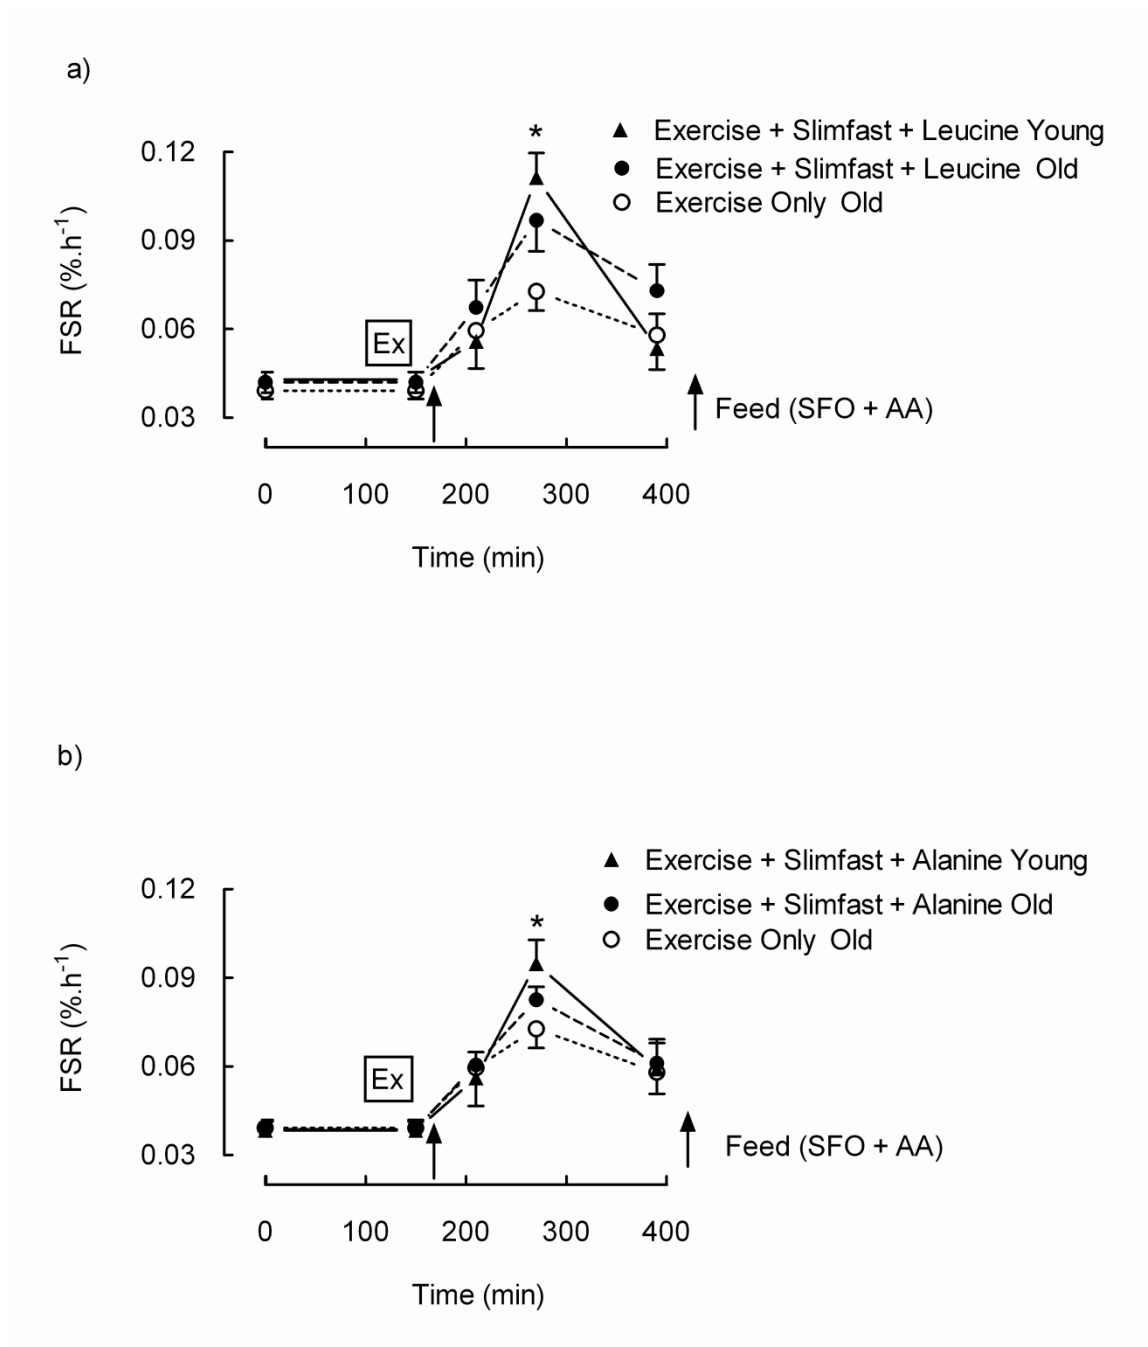 a)
*
▲ Exercise + Slimfast + Leucine Young
● Exercise + Slimfast + Leucine  Old
○ Exercise Only  Old
0.12
0.09
0.06
0.03
FSR (%.h⁻¹)
Ex
Feed (SFO + AA)
0 100 200 300 400
Time (min)
b)
*
▲ Exercise + Slimfast + Alanine Young
● Exercise + Slimfast + Alanine Old
○ Exercise Only  Old
0.12
0.09
0.06
0.03
FSR (%.h⁻¹)
Ex
Feed (SFO + AA)
0 100 200 300 400
Time (min)